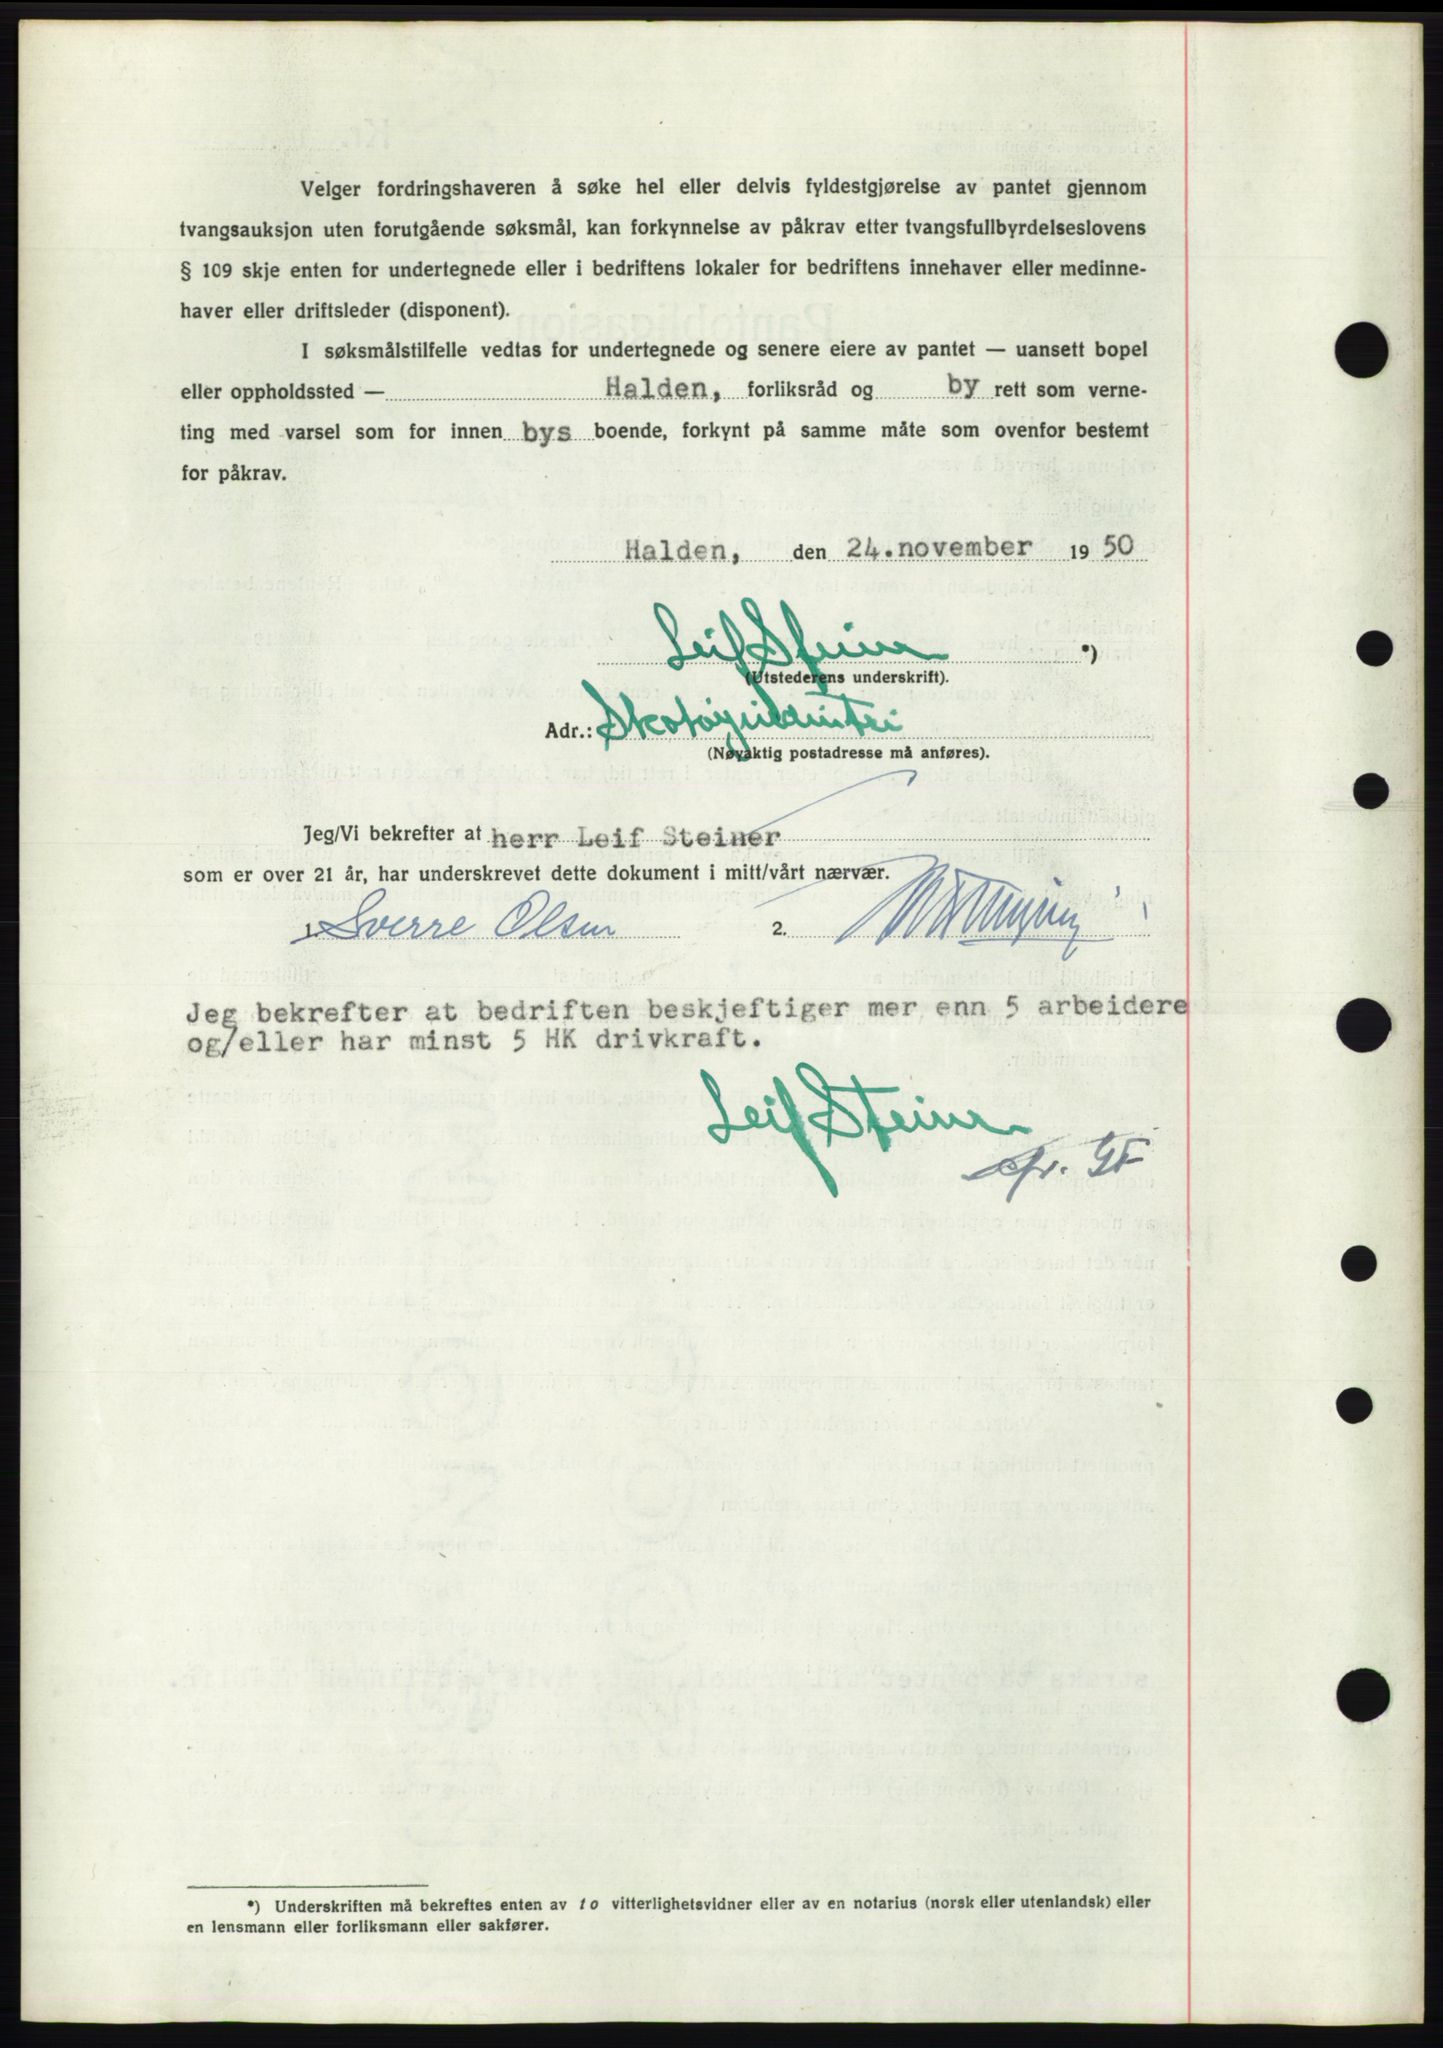 Velger fordringshaveren å søke hel eller delvis fyldestgjørelse av pantet gjennom
tvangsauksjon uten forutgående søksmål, kan forkynnelse av påkrav etter tvangsfullbyrdelseslovens
§ 109 skje enten for undertegnede eller i bedriftens lokaler for bedriftens innehaver eller medinne-
haver eller driftsleder (disponent).
I søksmålstilfelle vedtas for undertegnede og senere eiere av pantet — uansett bopel
eller oppholdssted — Halden, forliksråd og by rett som verne-
ting med varsel som for innen bys boende, forkynt på samme måte som ovenfor bestemt
for påkrav.
Halden, den 24.november 1950
Leif Steiner *)
(Utstederens underskrift).
Adr.:
(Nøyaktig postadresse må anføres).
Jeg/Vi bekrefter at herr Leif Steiner
som er over 21 år, har underskrevet dette dokument i mitt/vårt nærvær.
1. Sverre Olsen 2.
Jeg bekrefter at bedriften beskjeftiger mer enn 5 arbeidere
og/eller har minst 5 HK drivkraft.
Leif Steiner
*) Underskriften må bekreftes enten av to vitterlighetsvidner eller av en notarius (norsk eller utenlandsk) eller
en lensmann eller forliksmann eller sakfører.